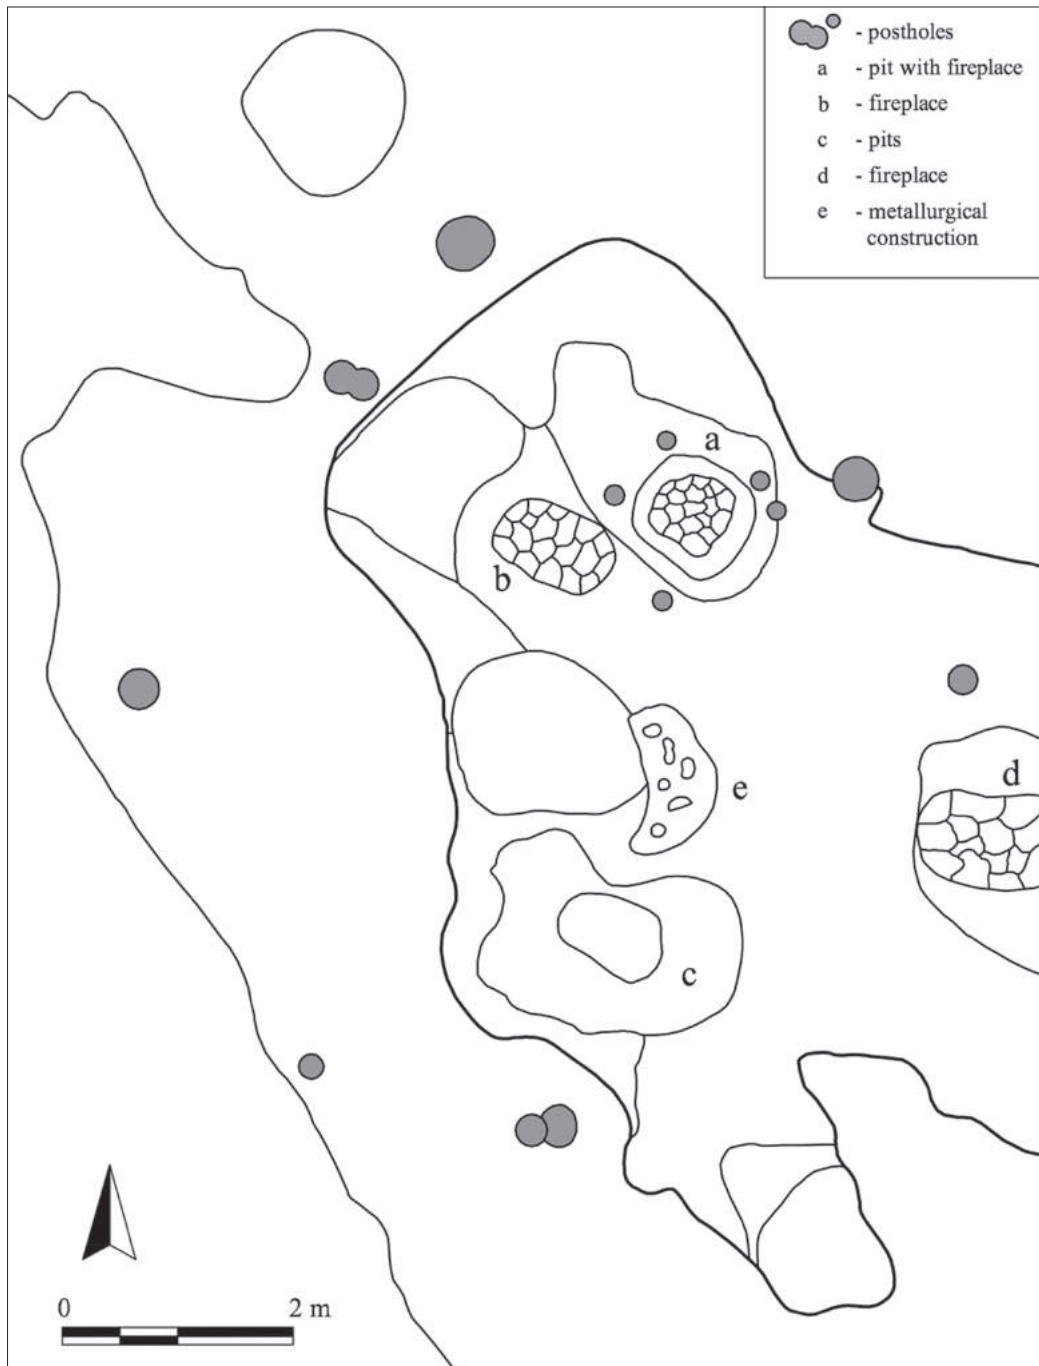 - postholes
a - pit with fireplace
b - fireplace
c - pits
d - fireplace
e - metallurgical
construction
a
b
d
e
c
0 2 m